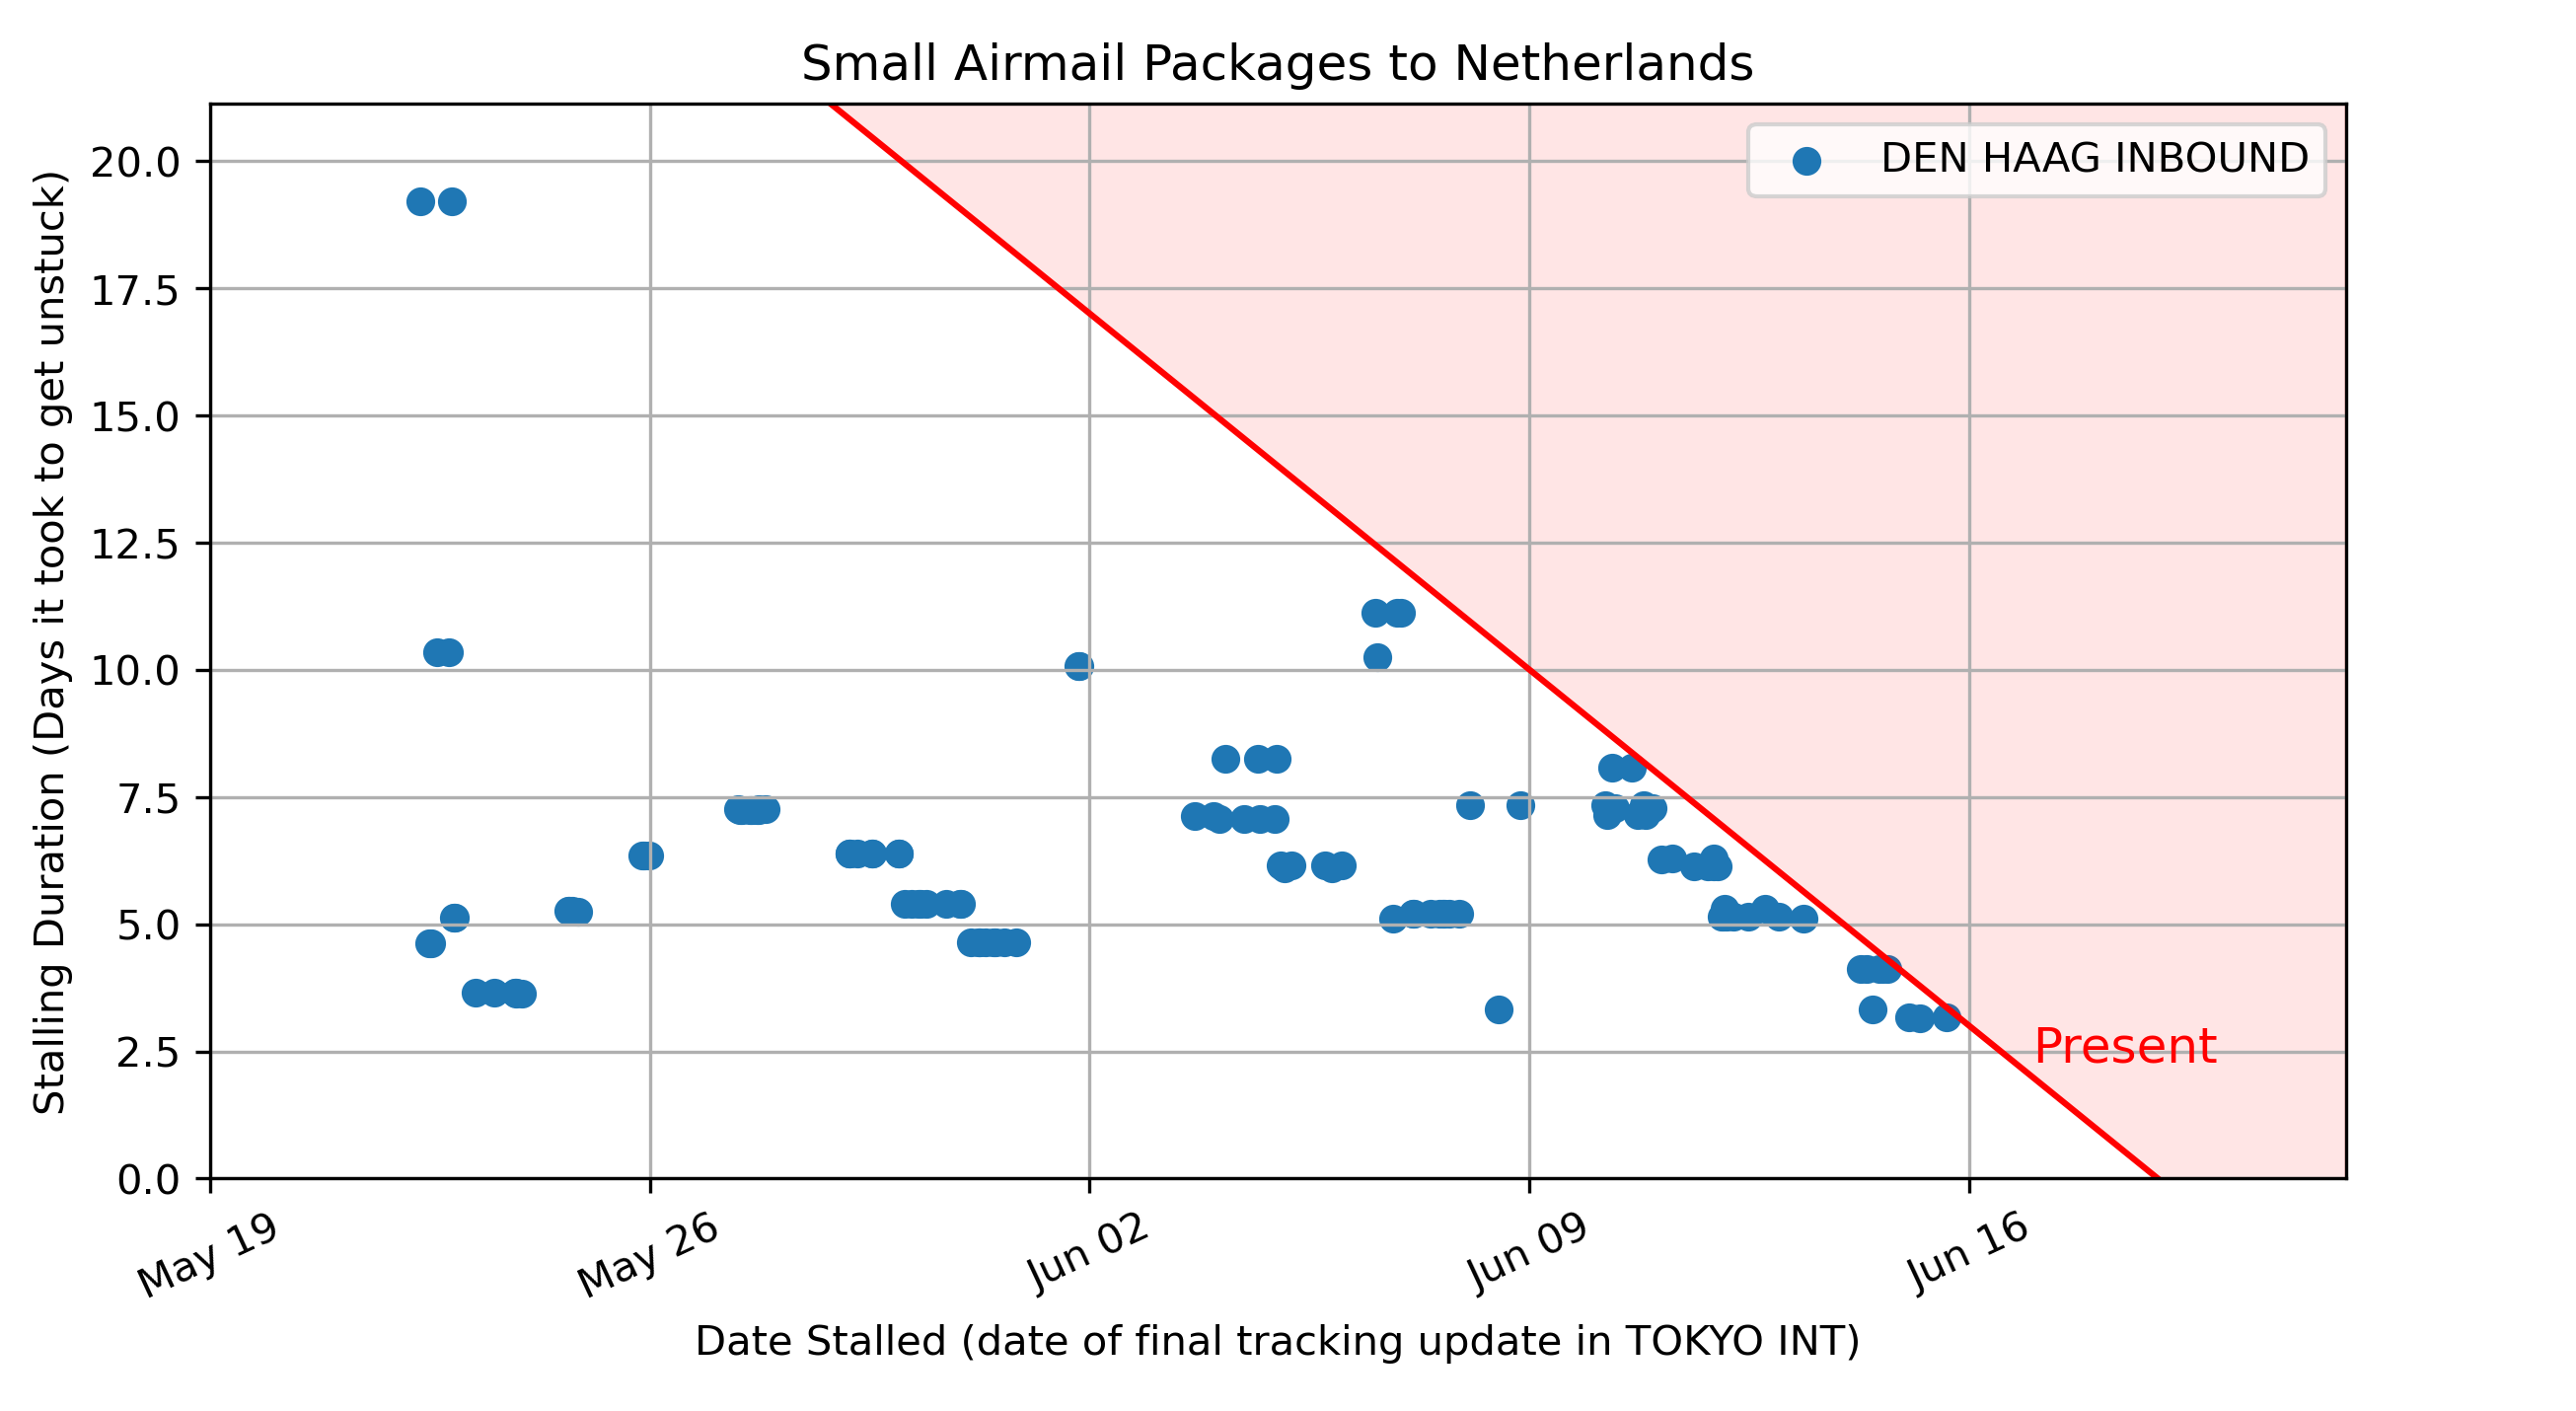 Small Airmail Packages to Netherlands
DEN HAAG INBOUND
Stalling Duration (Days it took to get unstuck)
20.0
17.5
15.0
12.5
10.0
7.5
5.0
2.5
0.0
Present
May 19
May 26
Jun 02
Jun 09
Jun 16
Date Stalled (date of final tracking update in TOKYO INT)